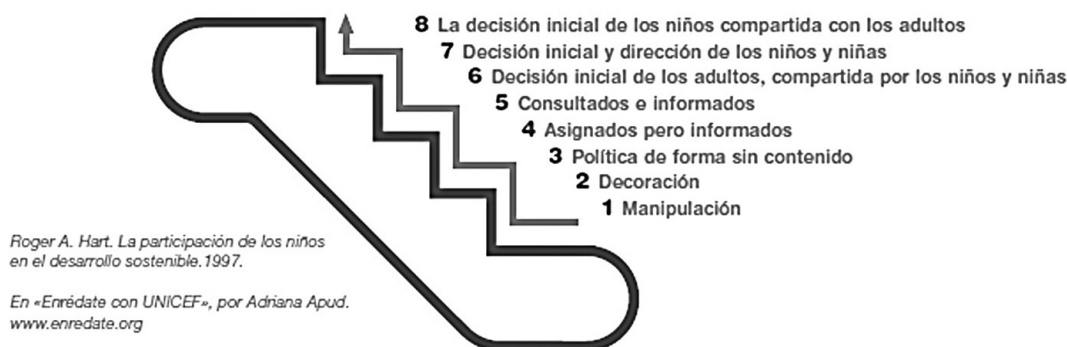 8 La decisión inicial de los niños compartida con los adultos
7 Decisión inicial y dirección de los niños y niñas
6 Decisión inicial de los adultos, compartida por los niños y niñas
5 Consultados e informados
4 Asignados pero informados
3 Política de forma sin contenido
2 Decoración
1 Manipulación
Roger A. Hart. La participación de los niños
en el desarrollo sostenible.1997.
En «Enrédate con UNICEF», por Adriana Apud.
www.enredate.org